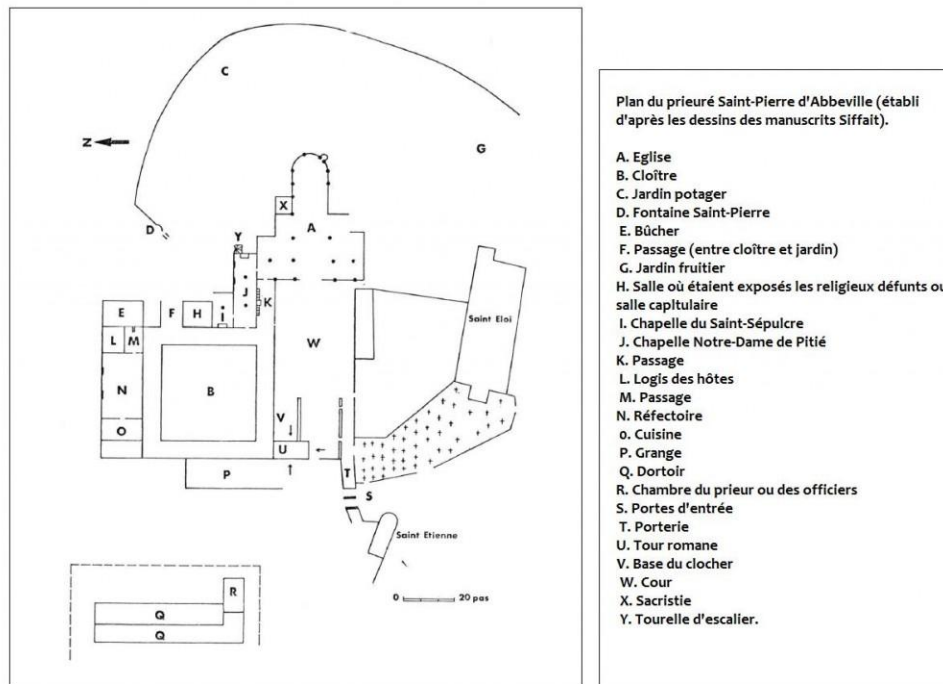 C
Z
G
X
A
D
Y
J
K
E
F
H
I
Saint Eloi
L
M
W
N
B
V
O
U
P
T
S
Saint Etienne
R
0
20 pas
Q
Q
Plan du prieuré Saint-Pierre d'Abbeville (établi
d'après les dessins des manuscrits Siffait).
A. Eglise
B. Cloître
C. Jardin potager
D. Fontaine Saint-Pierre
E. Bûcher
F. Passage (entre cloître et jardin)
G. Jardin fruitier
H. Salle où étaient exposés les religieux défunts ou
salle capltulaire
I. Chapelle du Saint-Sépulcre
J. Chapelle Notre-Dame de Pitié
K. Passage
L. Logis des hôtes
M. Passage
N. Réfectoire
o. Cuisine
P. Grange
Q. Dortoir
R. Chambre du prieur ou des officiers
S. Portes d'entrée
T. Porterie
U. Tour romane
V. Base du clocher
W. Cour
X. Sacristie
Y. Tourelle d'escalier.